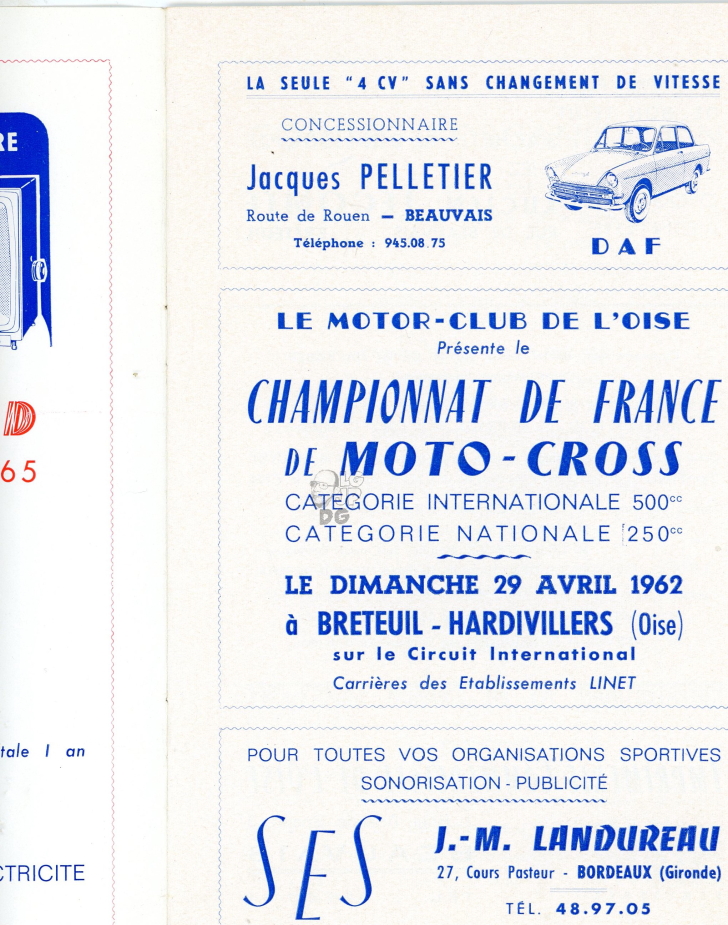 RE
D
65
tale 1 an
CTRICITE
LA SEULE "4 CV" SANS CHANGEMENT DE VITESSE
CONCESSIONNAIRE
Jacques PELLETIER
Route de Rouen — BEAUVAIS
Téléphone : 945.08.75
DAF
LE MOTOR-CLUB DE L'OISE
Présente le
CHAMPIONNAT DE FRANCE
DE MOTO-CROSS
CATEGORIE INTERNATIONALE 500cc
CATEGORIE NATIONALE 250cc
LE DIMANCHE 29 AVRIL 1962
à BRETEUIL - HARDIVILLERS (Oise)
sur le Circuit International
Carrières des Etablissements LINET
POUR TOUTES VOS ORGANISATIONS SPORTIVES
SONORISATION - PUBLICITÉ
SES
J.-M. LANDUREAU
27, Cours Pasteur - BORDEAUX (Gironde)
TÉL. 48.97.05